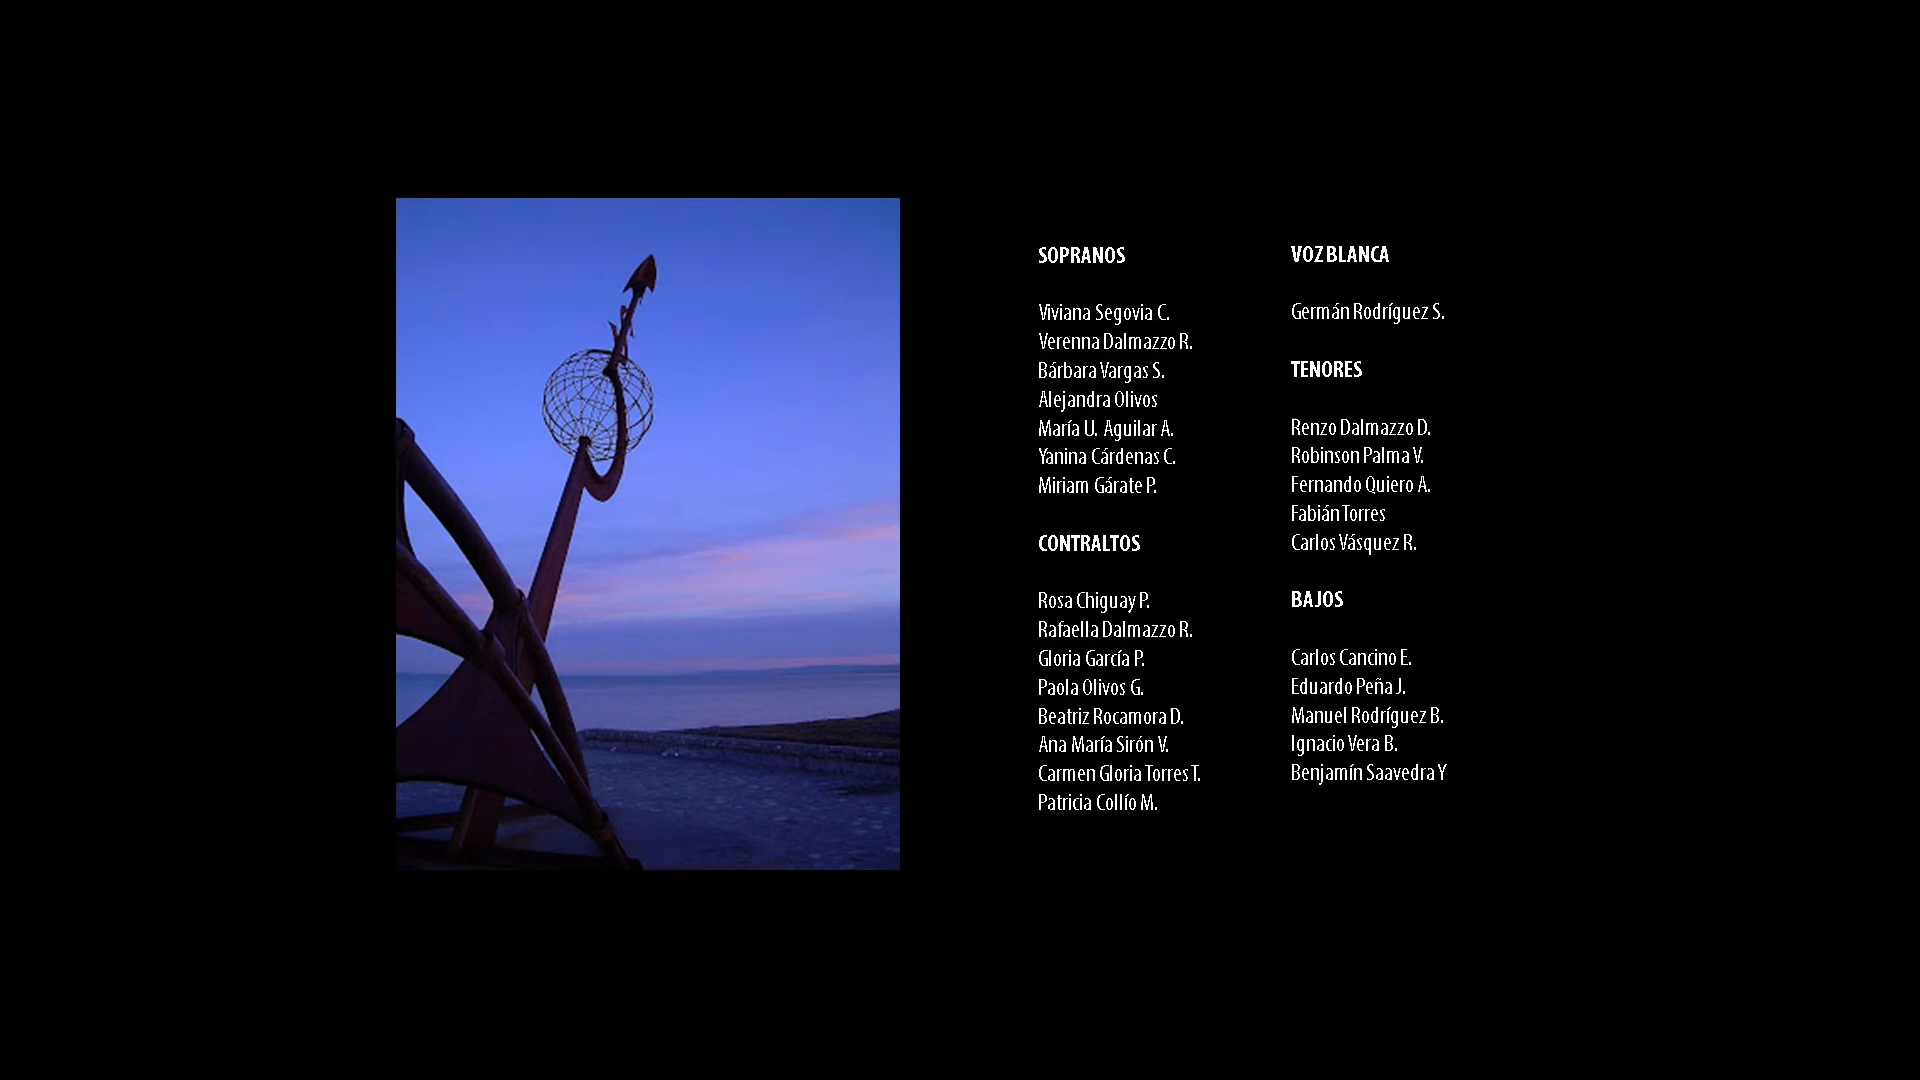 SOPRANOS
Viviana Segovia C.
Verenna Dalmazzo R.
Bárbara Vargas S.
Alejandra Olivos
María U. Aguilar A.
Yanina Cárdenas C.
Miriam Gárate P.
CONTRALTOS
Rosa Chiguay P.
Rafaella Dalmazzo R.
Gloria García P.
Paola Olivos G.
Beatriz Rocamora D.
Ana María Sirón V.
Carmen Gloria Torres T.
Patricia Collío M.
VOZ BLANCA
Germán Rodríguez S.
TENORES
Renzo Dalmazzo D.
Robinson Palma V.
Fernando Quiero A.
Fabián Torres
Carlos Vásquez R.
BAJOS
Carlos Cancino E.
Eduardo Peña J.
Manuel Rodríguez B.
Ignacio Vera B.
Benjamín Saavedra Y